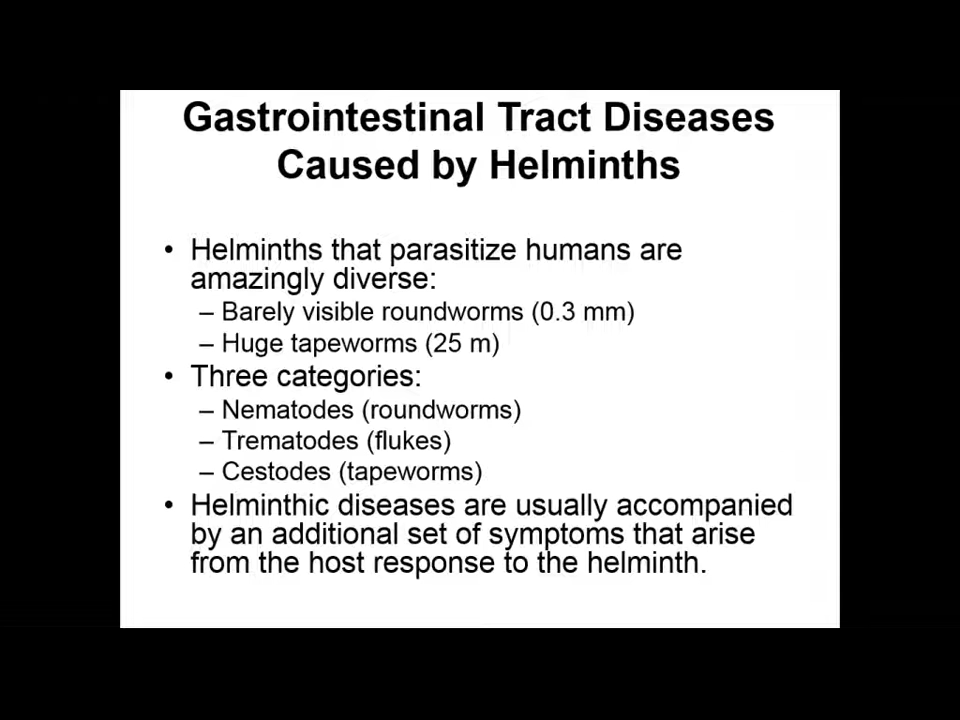 Gastrointestinal Tract Diseases
Caused by Helminths
• Helminths that parasitize humans are
amazingly diverse:
– Barely visible roundworms (0.3 mm)
– Huge tapeworms (25 m)
• Three categories:
– Nematodes (roundworms)
– Trematodes (flukes)
– Cestodes (tapeworms)
• Helminthic diseases are usually accompanied
by an additional set of symptoms that arise
from the host response to the helminth.